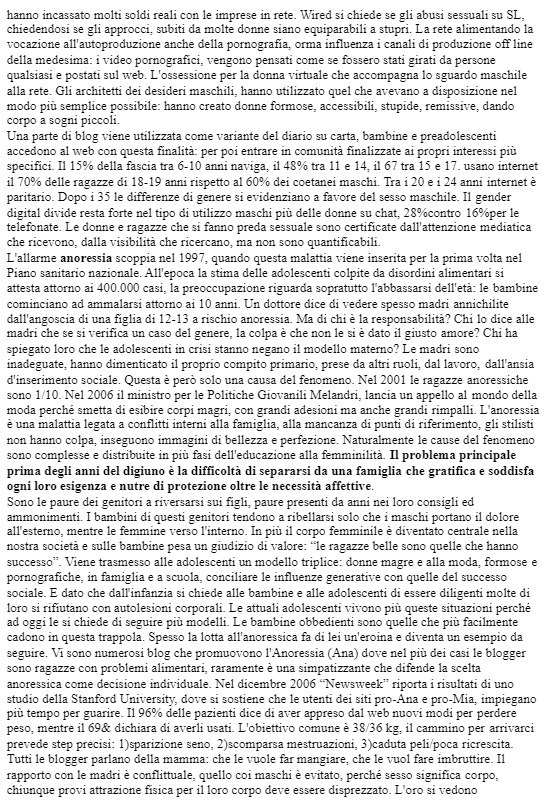 hanno incassato molti soldi reali con le imprese in rete. Wired si chiede se gli abusi sessuali su SL,
chiedendosi se gli approcci, subiti da molte donne siano equiparabili a stupri. La rete alimentando la
vocazione all'autoproduzione anche della pornografia, orma influenza i canali di produzione off line
della medesima: i video pornografici, vengono pensati come se fossero stati girati da persone
qualsiasi e postati sul web. L'ossessione per la donna virtuale che accompagna lo sguardo maschile
alla rete. Gli architetti dei desideri maschili, hanno utilizzato quel che avevano a disposizione nel
modo più semplice possibile: hanno creato donne formose, accessibili, stupide, remissive, dando
corpo a sogni piccoli.
Una parte di blog viene utilizzata come variante del diario su carta, bambine e preadolescenti
accedono al web con questa finalità: per poi entrare in comunità finalizzate ai propri interessi più
specifici. Il 15% della fascia tra 6-10 anni naviga, il 48% tra 11 e 14, il 67 tra 15 e 17. usano internet
il 70% delle ragazze di 18-19 anni rispetto al 60% dei coetanei maschi. Tra i 20 e i 24 anni internet è
paritario. Dopo i 35 le differenze di genere si evidenziano a favore del sesso maschile. Il gender
digital divide resta forte nel tipo di utilizzo maschi più delle donne su chat, 28%contro 16%per le
telefonate. Le donne e ragazze che si fanno preda sessuale sono certificate dall'attenzione mediatica
che ricevono, dalla visibilità che ricercano, ma non sono quantificabili.
L'allarme anoressia scoppia nel 1997, quando questa malattia viene inserita per la prima volta nel
Piano sanitario nazionale. All'epoca la stima delle adolescenti colpite da disordini alimentari si
attesta attorno ai 400.000 casi, la preoccupazione riguarda sopratutto l'abbassarsi dell'età: le bambine
cominciano ad ammalarsi attorno ai 10 anni. Un dottore dice di vedere spesso madri annichilite
dall'angoscia di una figlia di 12-13 a rischio anoressia. Ma di chi è la responsabilità? Chi lo dice alle
madri che se si verifica un caso del genere, la colpa è che non le si è dato il giusto amore? Chi ha
spiegato loro che le adolescenti in crisi stanno negano il modello materno? Le madri sono
inadeguate, hanno dimenticato il proprio compito primario, prese da altri ruoli, dal lavoro, dall'ansia
d'inserimento sociale. Questa è però solo una causa del fenomeno. Nel 2001 le ragazze anoressiche
sono 1/10. Nel 2006 il ministro per le Politiche Giovanili Melandri, lancia un appello al mondo della
moda perché smetta di esibire corpi magri, con grandi adesioni ma anche grandi rimpalli. L'anoressia
è una malattia legata a conflitti interni alla famiglia, alla mancanza di punti di riferimento, gli stilisti
non hanno colpa, inseguono immagini di bellezza e perfezione. Naturalmente le cause del fenomeno
sono complesse e distribuite in più fasi dell'educazione alla femminilità. Il problema principale
prima degli anni del digiuno è la difficoltà di separarsi da una famiglia che gratifica e soddisfa
ogni loro esigenza e nutre di protezione oltre le necessità affettive.
Sono le paure dei genitori a riversarsi sui figli, paure presenti da anni nei loro consigli ed
ammonimenti. I bambini di questi genitori tendono a ribellarsi solo che i maschi portano il dolore
all'esterno, mentre le femmine verso l'interno. In più il corpo femminile è diventato centrale nella
nostra società e sulle bambine pesa un giudizio di valore: “le ragazze belle sono quelle che hanno
successo”. Viene trasmesso alle adolescenti un modello triplice: donne magre e alla moda, formose e
pornografiche, in famiglia e a scuola, conciliare le influenze generative con quelle del successo
sociale. E dato che dall'infanzia si chiede alle bambine e alle adolescenti di essere diligenti molte di
loro si rifiutano con autolesioni corporali. Le attuali adolescenti vivono più queste situazioni perché
ad oggi le si chiede di seguire più modelli. Le bambine obbedienti sono quelle che più facilmente
cadono in questa trappola. Spesso la lotta all'anoressica fa di lei un'eroina e diventa un esempio da
seguire. Vi sono numerosi blog che promuovono l'Anoressia (Ana) dove nel più dei casi le blogger
sono ragazze con problemi alimentari, raramente è una simpatizzante che difende la scelta
anoressica come decisione individuale. Nel dicembre 2006 “Newsweek” riporta i risultati di uno
studio della Stanford University, dove si sostiene che le utenti dei siti pro-Ana e pro-Mia, impiegano
più tempo per guarire. Il 96% delle pazienti dice di aver appreso dal web nuovi modi per perdere
peso, mentre il 69& dichiara di averli usati. L'obiettivo comune è 38/36 kg, il cammino per arrivarci
prevede step precisi: 1)sparizione seno, 2)scomparsa mestruazioni, 3)caduta peli/poca ricrescita.
Tutti le blogger parlano della mamma: che le vuole far mangiare, che le vuol fare imbruttire. Il
rapporto con le madri è conflittuale, quello coi maschi è evitato, perché sesso significa corpo,
chiunque provi attrazione fisica per il loro corpo deve essere disprezzato. L'oro si vedono